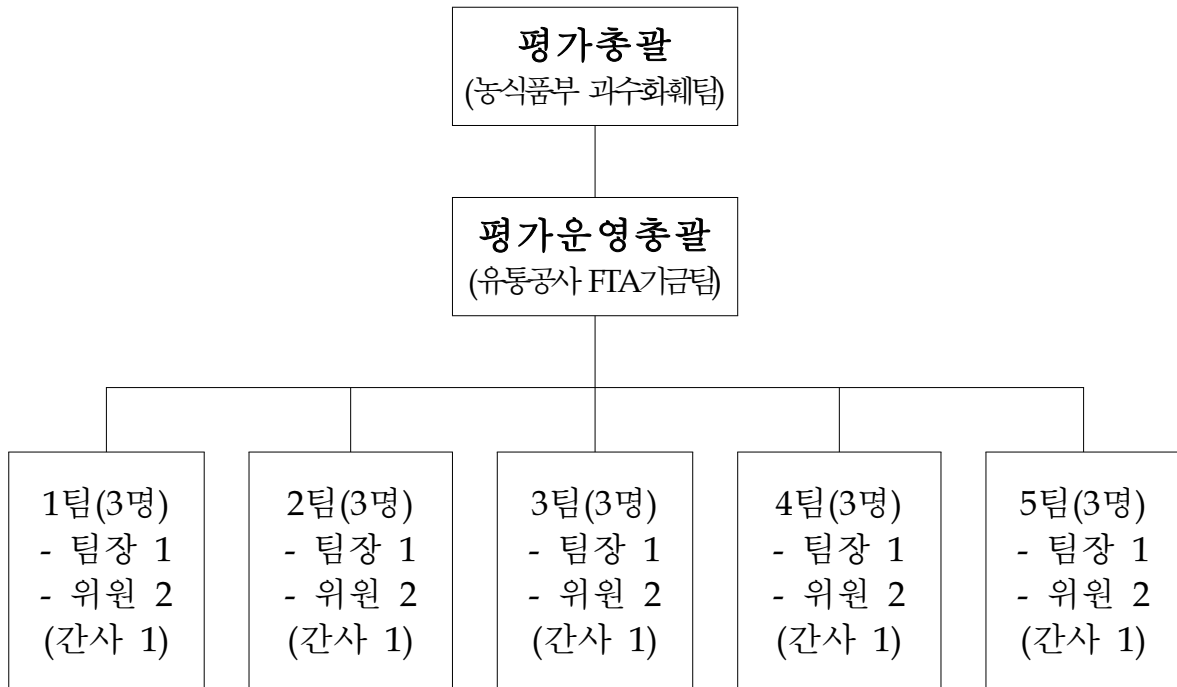 평가총괄
(농식품부 과수화훼팀)
평가운영총괄
(유통공사 FTA기금팀)
1팀(3명)
- 팀장 1
- 위원 2
(간사 1)
2팀(3명)
- 팀장 1
- 위원 2
(간사 1)
3팀(3명)
- 팀장 1
- 위원 2
(간사 1)
4팀(3명)
- 팀장 1
- 위원 2
(간사 1)
5팀(3명)
- 팀장 1
- 위원 2
(간사 1)